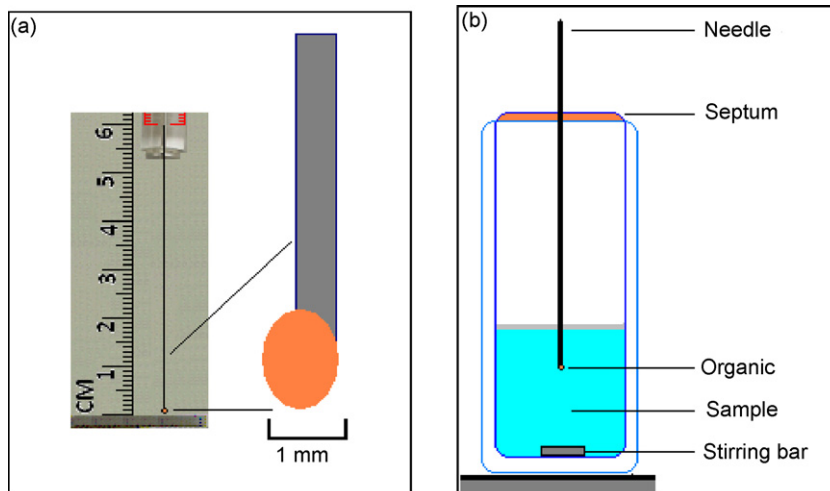 (a)
6
5
4
3
2
1
CM
1 mm
(b)
Needle
Septum
Organic
Sample
Stirring bar